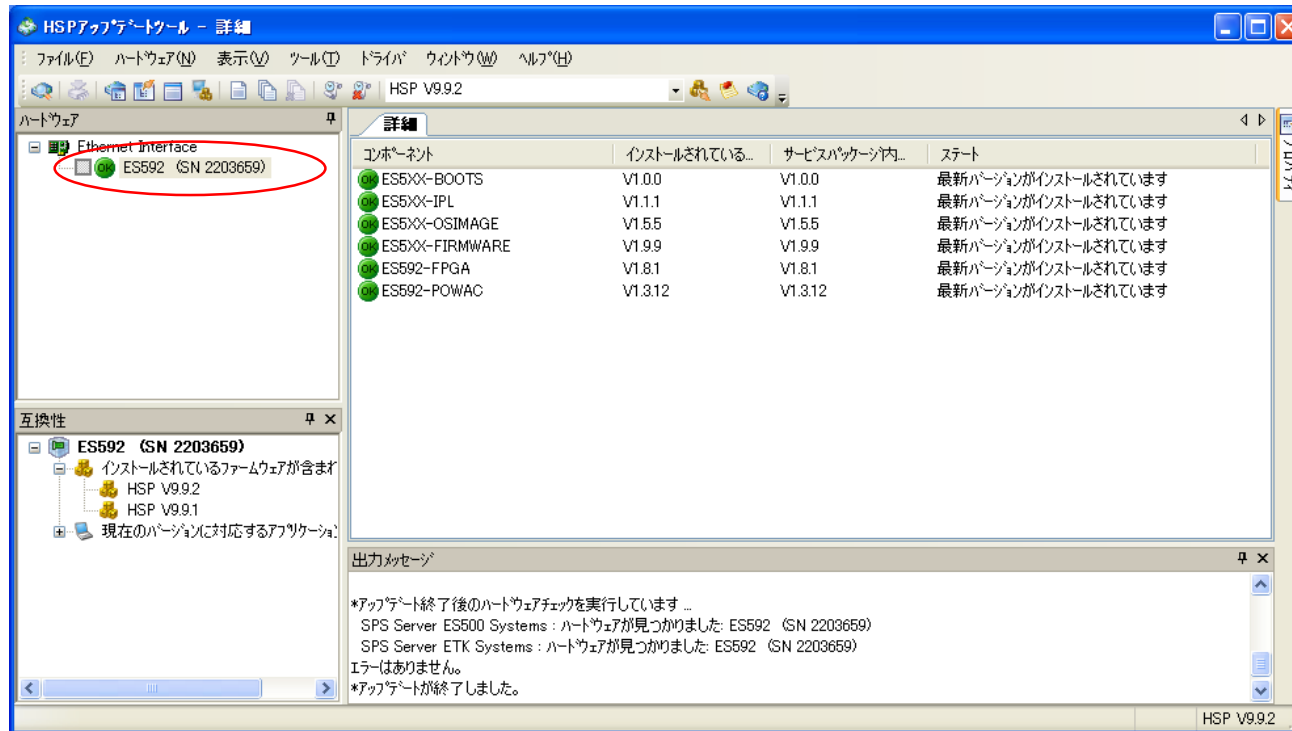 HSPアップデートツール - 詳細
ファイル(F) ハードウェア(N) 表示(V) ツール(T) ドライバ ウィンドウ(W) ヘルプ(H)
HSP V9.9.2
ハードウェア
Ethernet Interface
OK ES592 (SN 2203659)
詳細
コンポーネント インストールされている... サービスパッケージ内... ステート
OK ES5XX-BOOTS V1.0.0 V1.0.0 最新バージョンがインストールされています
OK ES5XX-IPL V1.1.1 V1.1.1 最新バージョンがインストールされています
OK ES5XX-OSIMAGE V1.5.5 V1.5.5 最新バージョンがインストールされています
OK ES5XX-FIRMWARE V1.9.9 V1.9.9 最新バージョンがインストールされています
OK ES592-FPGA V1.8.1 V1.8.1 最新バージョンがインストールされています
OK ES592-POWAC V1.3.12 V1.3.12 最新バージョンがインストールされています
プロパティ
互換性
ES592 (SN 2203659)
インストールされているファームウェアが含まれ
HSP V9.9.2
HSP V9.9.1
現在のバージョンに対応するアプリケーション
出力メッセージ
*アップデート終了後のハードウェアチェックを実行しています ...
SPS Server ES500 Systems : ハードウェアが見つかりました: ES592 (SN 2203659)
SPS Server ETK Systems : ハードウェアが見つかりました: ES592 (SN 2203659)
エラーはありません。
*アップデートが終了しました。
HSP V9.9.2